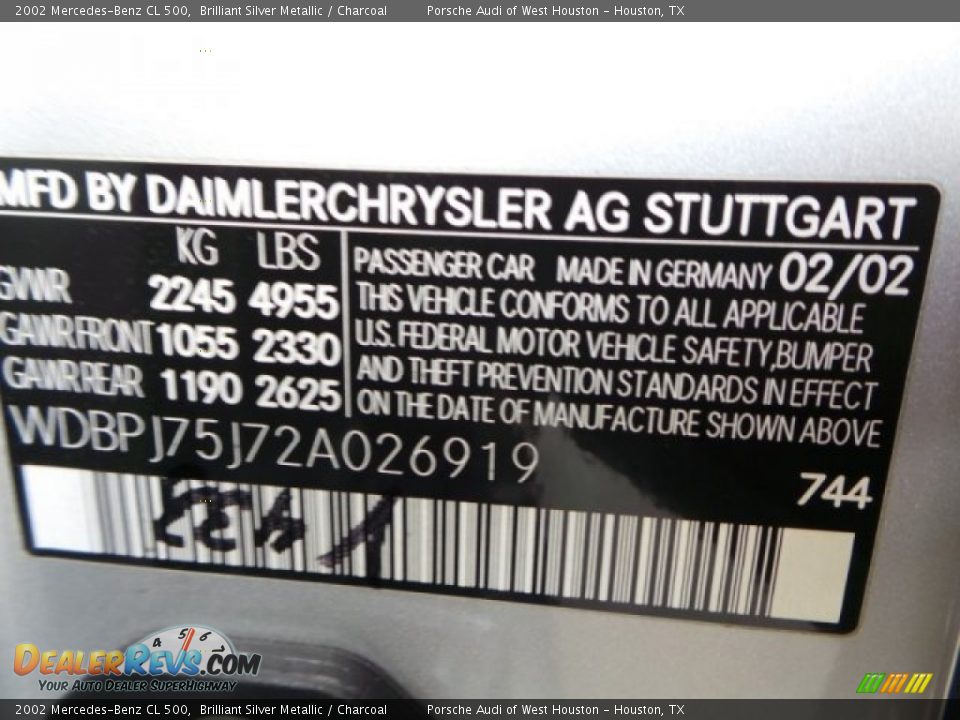 2002 Mercedes-Benz CL 500, Brilliant Silver Metallic / Charcoal Porsche Audi of West Houston - Houston, TX
MFD BY DAIMLERCHRYSLER AG STUTTGART
KG LBS
GVWR 2245 4955
GAWR FRONT 1055 2330
GAWR REAR 1190 2625
PASSENGER CAR MADE IN GERMANY 02/02
THIS VEHICLE CONFORMS TO ALL APPLICABLE
U.S. FEDERAL MOTOR VEHICLE SAFETY, BUMPER
AND THEFT PREVENTION STANDARDS IN EFFECT
ON THE DATE OF MANUFACTURE SHOWN ABOVE
WDBPJ75J72A026919
744
4 5 6 7
DEALERREVS.COM
YOUR AUTO DEALER SUPERHIGHWAY
2002 Mercedes-Benz CL 500, Brilliant Silver Metallic / Charcoal Porsche Audi of West Houston - Houston, TX